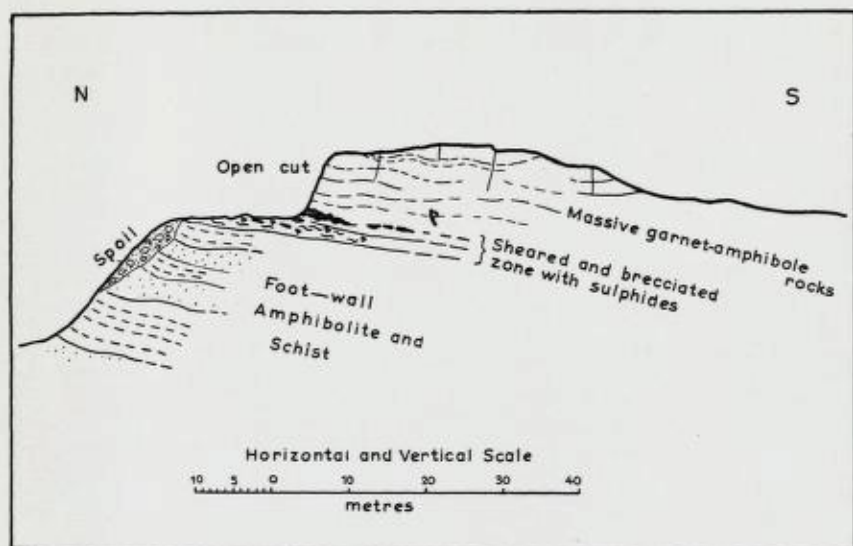 N
S
Open cut
Spoil
Massive garnet-amphibole
rocks
Sheared and brecciated
zone with sulphides
Foot-wall
Amphibolite and
Schist
Horizontal and Vertical Scale
10 5 0 10 20 30 40
metres